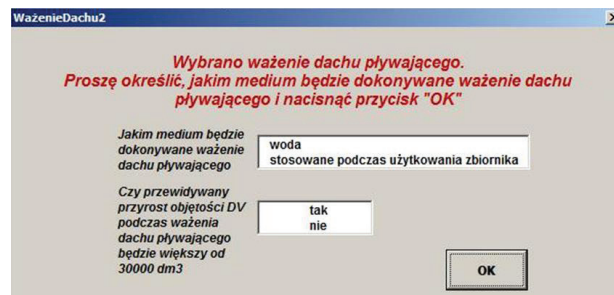 WażenieDachu2
Wybrano ważenie dachu pływającego.
Proszę określić, jakim medium będzie dokonywane ważenie dachu
pływającego i nacisnąć przycisk "OK"
Jakim medium będzie
dokonywane ważenie
dachu pływającego
woda
stosowane podczas użytkowania zbiornika
Czy przewidywany
przyrost objętości DV
podczas ważenia
dachu pływającego
będzie większy od
30000 dm3
tak
nie
OK